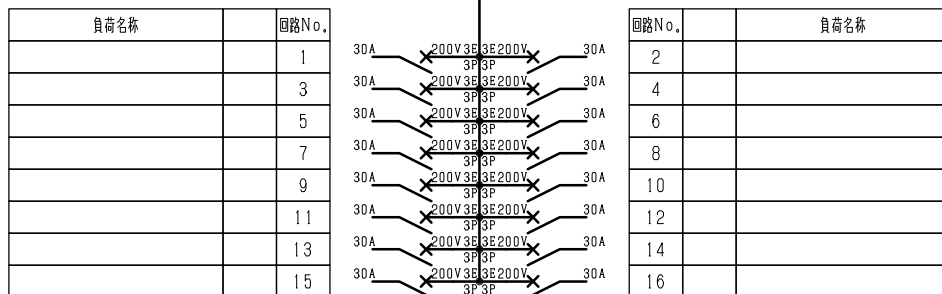 負荷名称 回路No. 回路No. 負荷名称
1 30A 200V 3E 3E 200V 30A 2
3P 3P
3 30A 200V 3E 3E 200V 30A 4
3P 3P
5 30A 200V 3E 3E 200V 30A 6
3P 3P
7 30A 200V 3E 3E 200V 30A 8
3P 3P
9 30A 200V 3E 3E 200V 30A 10
3P 3P
11 30A 200V 3E 3E 200V 30A 12
3P 3P
13 30A 200V 3E 3E 200V 30A 14
3P 3P
15 30A 200V 3E 3E 200V 30A 16
3P 3P